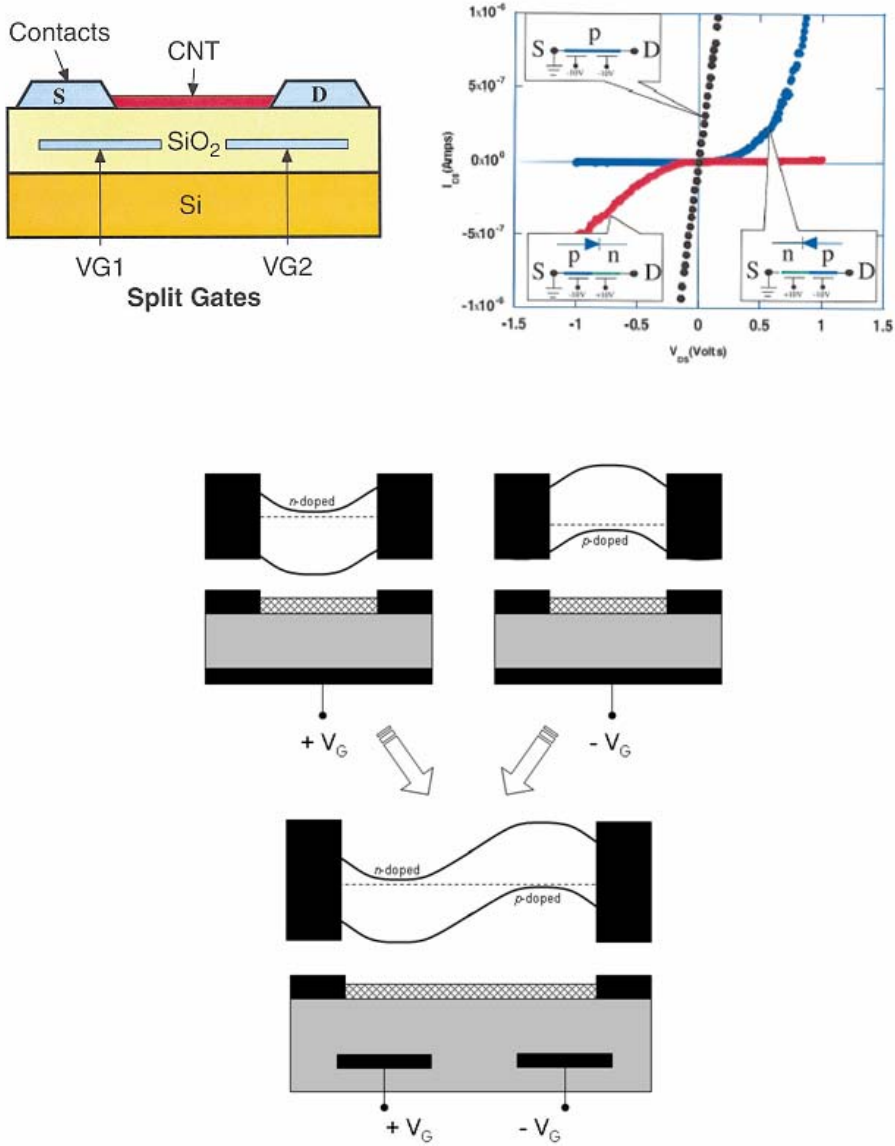 Contacts
CNT
S
D
SiO2
Si
VG1
VG2
Split Gates
1x10-6
5x10-7
0x100
-5x10-7
-1x10-6
IDS(Amps)
S p D
-10V -10V
p n
S D
-10V +10V
n p
S D
+10V -10V
-1.5 -1 -0.5 0 0.5 1 1.5
VDS(Volts)
n-doped
p-doped
+ VG
- VG
n-doped
p-doped
+ VG
- VG